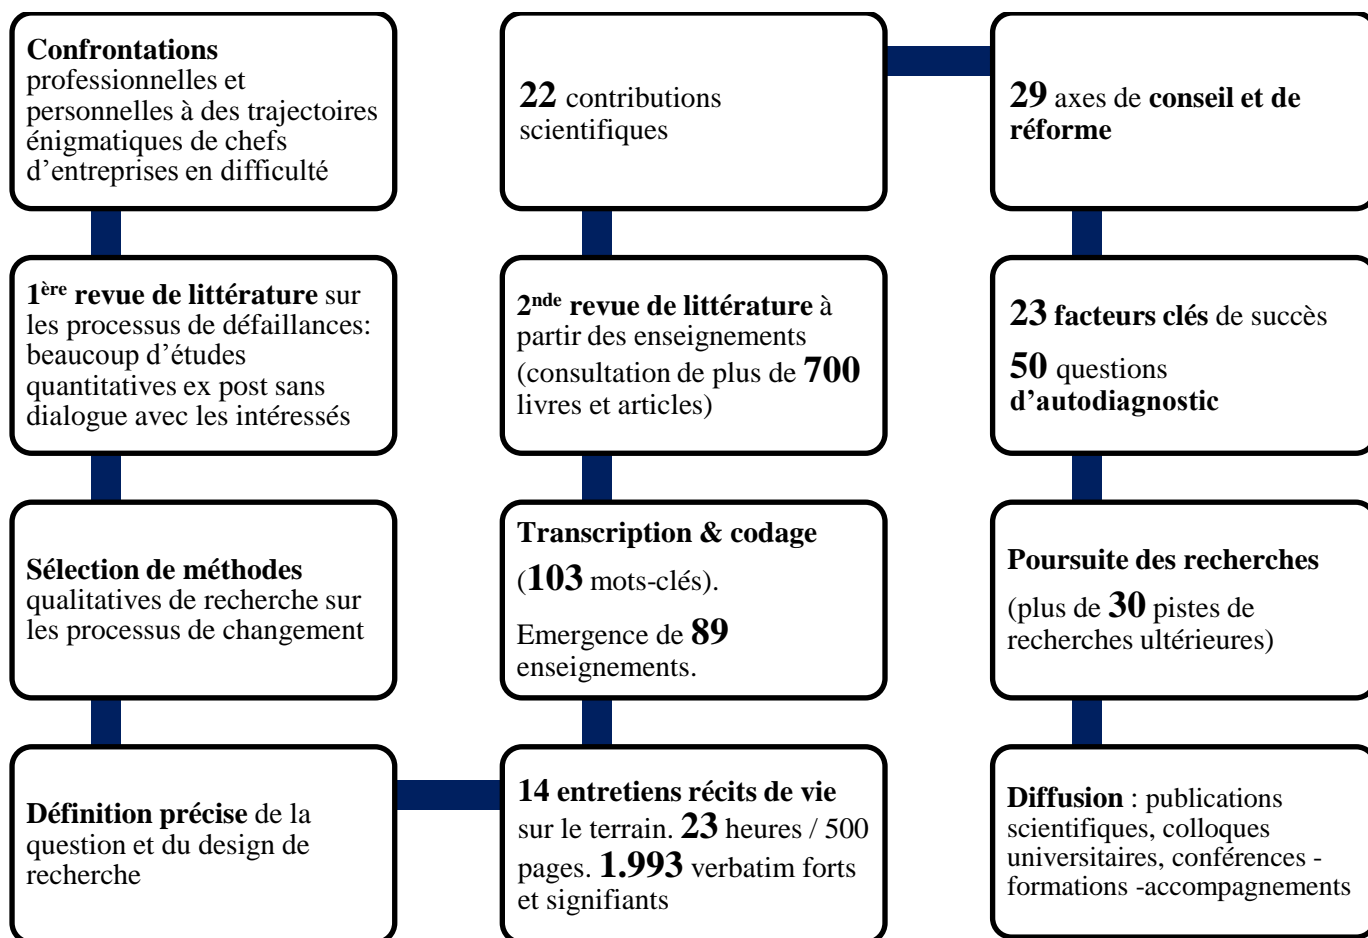 Confrontations
professionnelles et
personnelles à des trajectoires
énigmatiques de chefs
d’entreprises en difficulté
1ère revue de littérature sur
les processus de défaillances:
beaucoup d’études
quantitatives ex post sans
dialogue avec les intéressés
Sélection de méthodes
qualitatives de recherche sur
les processus de changement
Définition précise de la
question et du design de
recherche
14 entretiens récits de vie
sur le terrain. 23 heures / 500
pages. 1.993 verbatim forts
et signifiants
Transcription & codage
(103 mots-clés).
Emergence de 89
enseignements.
2nde revue de littérature à
partir des enseignements
(consultation de plus de 700
livres et articles)
22 contributions
scientifiques
29 axes de conseil et de
réforme
23 facteurs clés de succès
50 questions
d’autodiagnostic
Poursuite des recherches
(plus de 30 pistes de
recherches ultérieures)
Diffusion : publications
scientifiques, colloques
universitaires, conférences -
formations -accompagnements